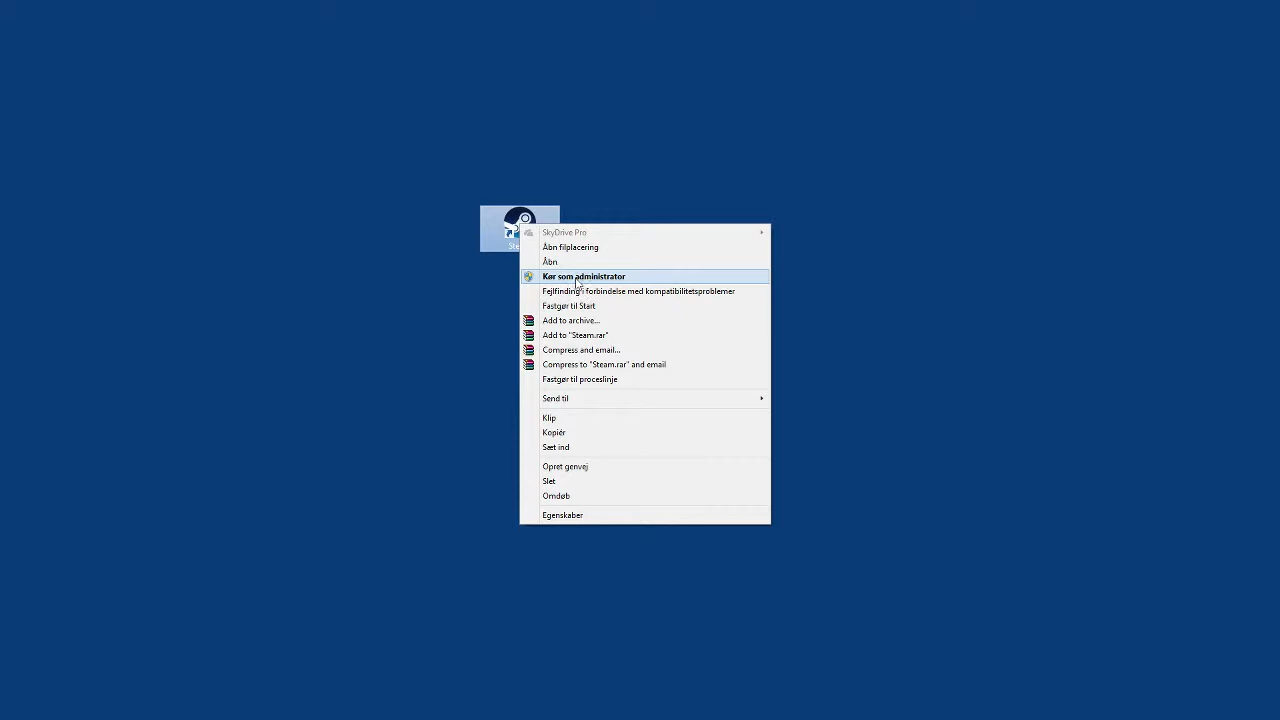 Ste
SkyDrive Pro
Åbn filplacering
Åbn
Kør som administrator
Fejlfinding i forbindelse med kompatibilitetsproblemer
Fastgør til Start
Add to archive...
Add to "Steam.rar"
Compress and email...
Compress to "Steam.rar" and email
Fastgør til proceslinje
Send til
Klip
Kopiér
Sæt ind
Opret genvej
Slet
Omdøb
Egenskaber